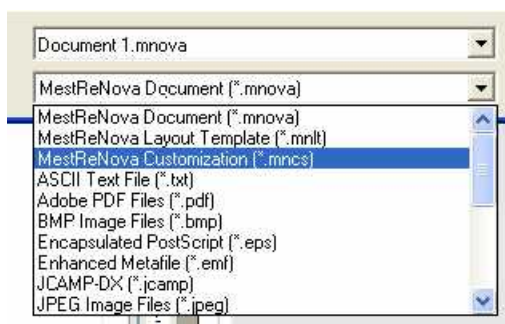 Document 1.mnova
MestReNova Document (*.mnova)
MestReNova Document (*.mnova)
MestReNova Layout Template (*.mnlt)
MestReNova Customization (*.mncs)
ASCII Text File (*.txt)
Adobe PDF Files (*.pdf)
BMP Image Files (*.bmp)
Encapsulated PostScript (*.eps)
Enhanced Metafile (*.emf)
JCAMP-DX (*.jcamp)
JPEG Image Files (*.jpeg)